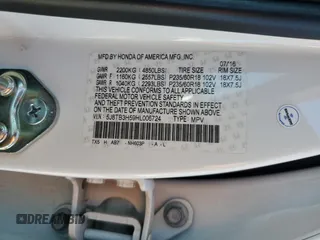 MFD. BY HONDA OF AMERICA MFG., INC. 07/16
GVWR 2200KG ( 4850LBS) TIRE SIZE RIM SIZE
GAWR F 1160KG ( 2557LBS) P235/60R18 102V 18X7.5J
GAWR R 1040KG ( 2293LBS) P235/60R18 102V 18X7.5J
THIS VEHICLE CONFORMS TO ALL APPLICABLE
FEDERAL MOTOR VEHICLE SAFETY AND
THEFT PREVENTION STANDARDS IN EFFECT ON
THE DATE OF MANUFACTURE SHOWN ABOVE.
V.I.N.: 5J8TB3H59HL006724 TYPE: MPV
NH603P A - L
DREAMBID